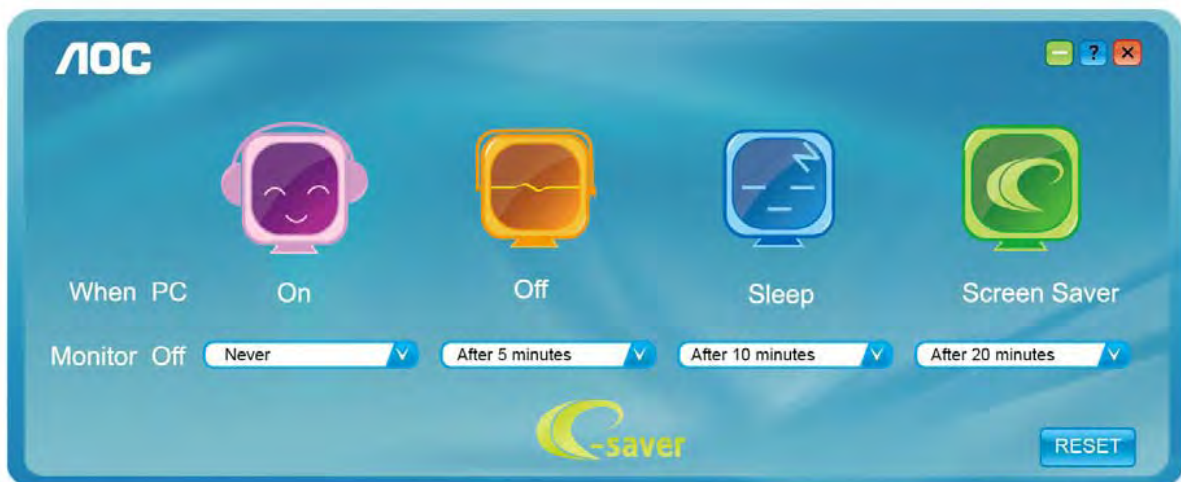 AOC
?
When PC On Off Sleep Screen Saver
Monitor Off Never After 5 minutes After 10 minutes After 20 minutes
e-saver
RESET